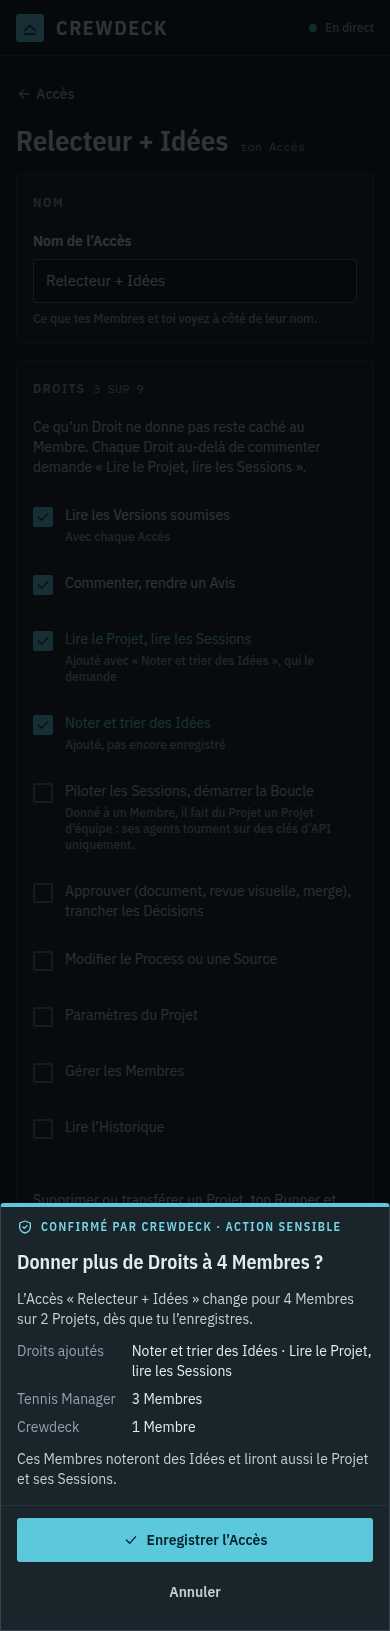 CREWDECK
En direct
← Accès
Relecteur + Idées ton Accès
NOM
Nom de l'Accès
Relecteur + Idées
Ce que tes Membres et toi voyez à côté de leur nom.
DROITS 3 SUR 9
Ce qu'un Droit ne donne pas reste caché au
Membre. Chaque Droit au-delà de commenter
demande « Lire le Projet, lire les Sessions ».
Lire les Versions soumises
Avec chaque Accès
Commenter, rendre un Avis
Lire le Projet, lire les Sessions
Ajouté avec « Noter et trier des Idées », qui le
demande
Noter et trier des Idées
Ajouté, pas encore enregistré
Piloter les Sessions, démarrer la Boucle
Donné à un Membre, il fait du Projet un Projet
d'équipe : ses agents tournent sur des clés d'API
uniquement.
Approuver (document, revue visuelle, merge),
trancher les Décisions
Modifier le Process ou une Source
Paramètres du Projet
Gérer les Membres
Lire l'Historique
Supprimer ou transférer un Projet, ton Runner et
CONFIRMÉ PAR CREWDECK · ACTION SENSIBLE
Donner plus de Droits à 4 Membres ?
L'Accès « Relecteur + Idées » change pour 4 Membres
sur 2 Projets, dès que tu l'enregistres.
Droits ajoutés Noter et trier des Idées · Lire le Projet,
lire les Sessions
Tennis Manager 3 Membres
Crewdeck 1 Membre
Ces Membres noteront des Idées et liront aussi le Projet
et ses Sessions.
Enregistrer l'Accès
Annuler